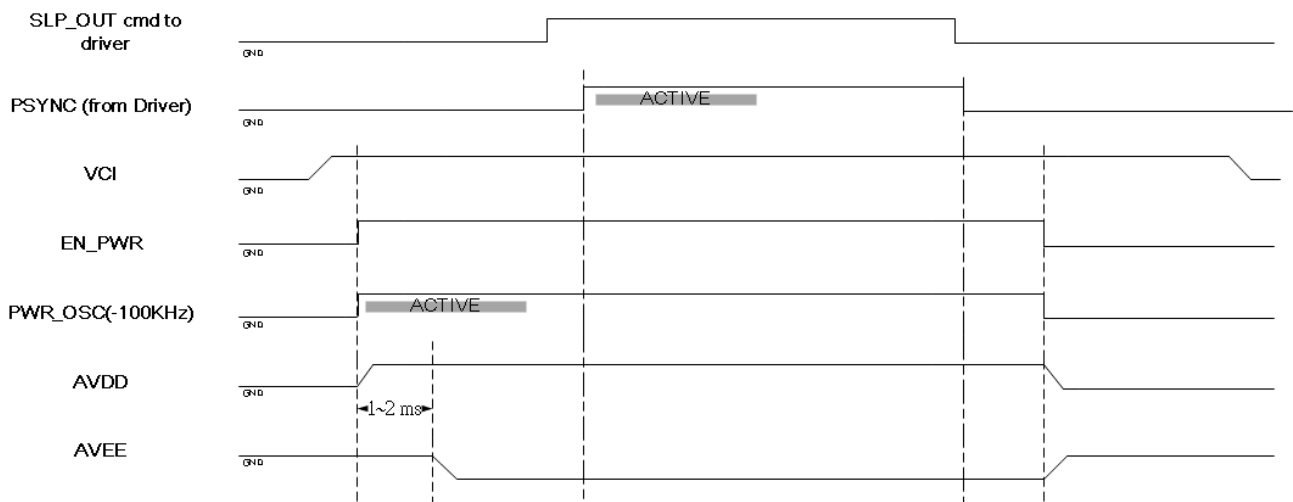 SLP_OUT cmd to
driver
GND
PSYNC (from Driver)
ACTIVE
GND
VCI
GND
EN_PWR
GND
PWR_OSC(~100KHz)
ACTIVE
GND
AVDD
GND
1~2 ms
AVEE
GND